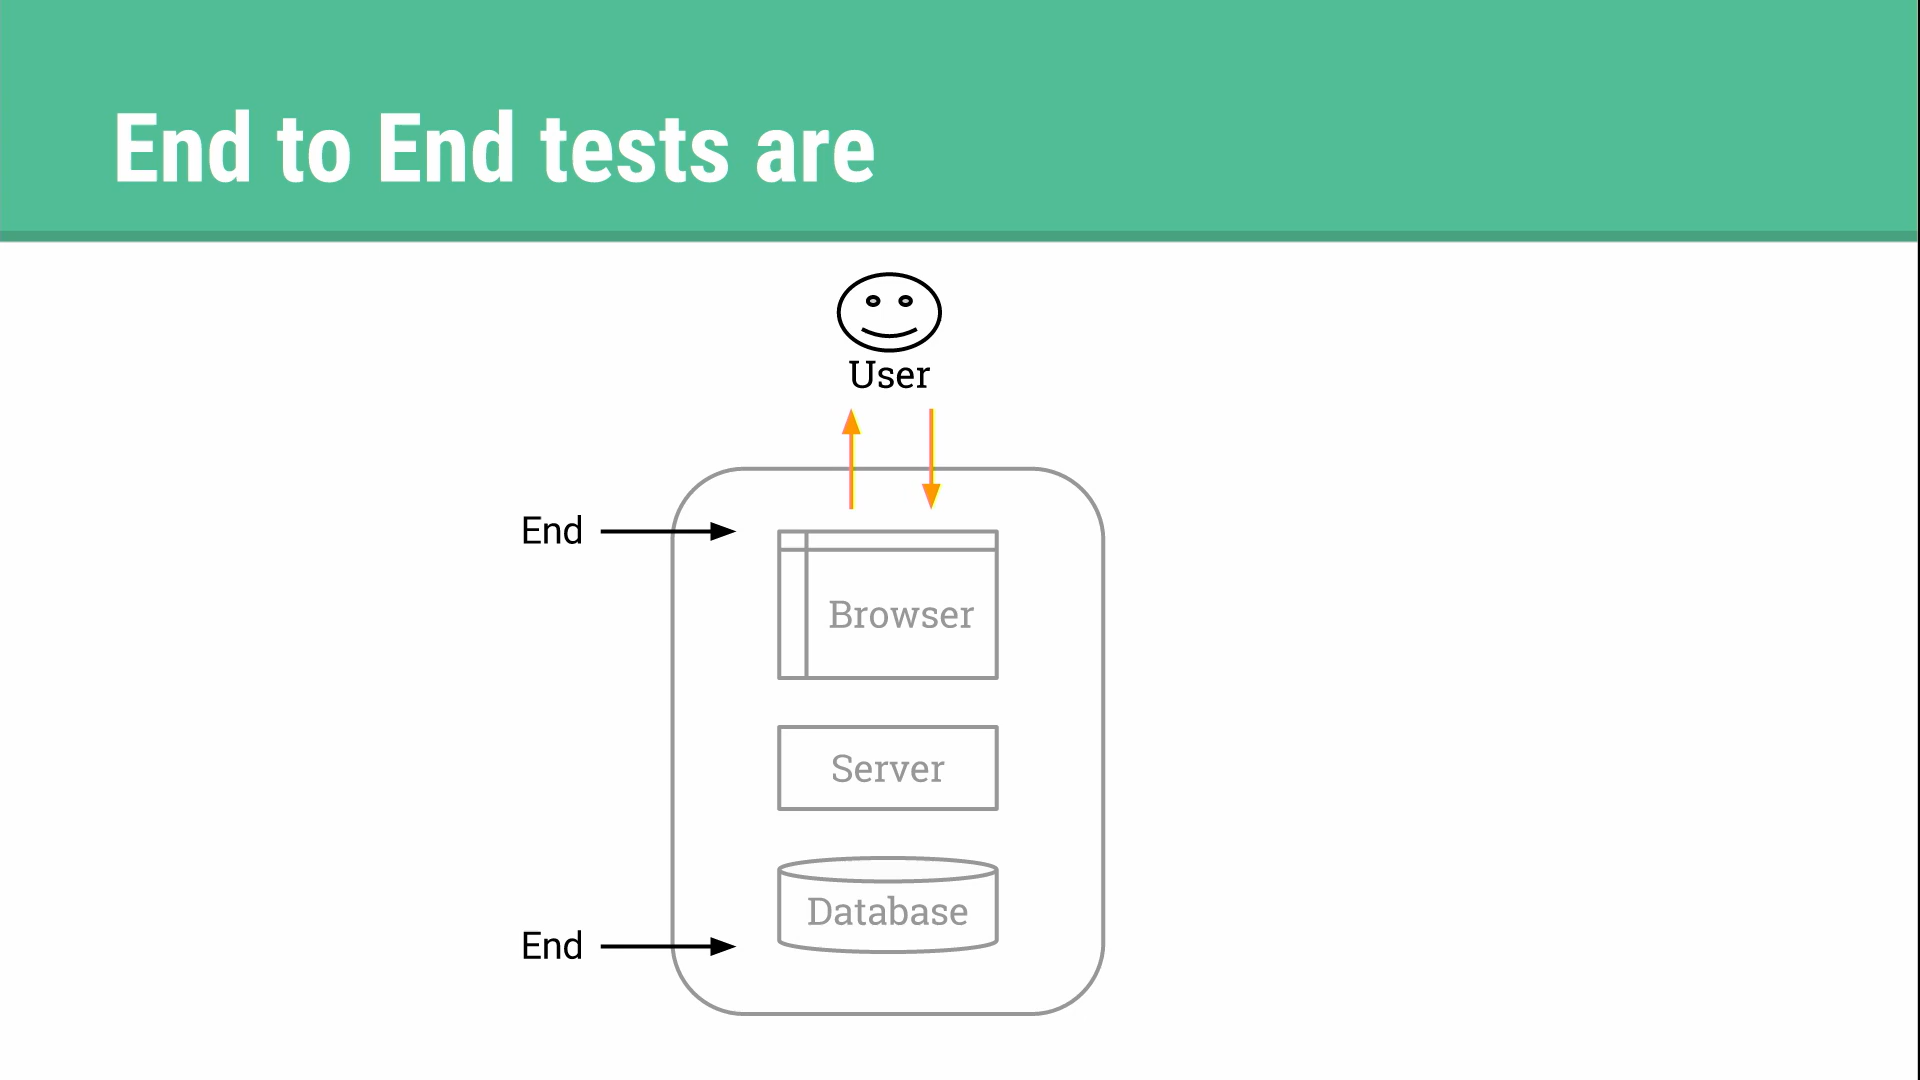 End to End tests are
User
End
Browser
Server
Database
End